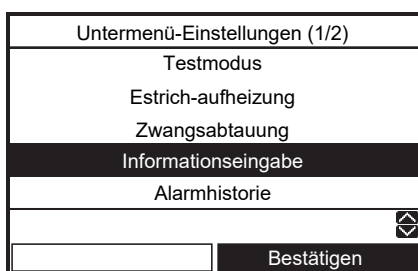 Untermenü-Einstellungen (1/2)
Testmodus
Estrich-aufheizung
Zwangsabtauung
Informationseingabe
Alarmhistorie
Bestätigen